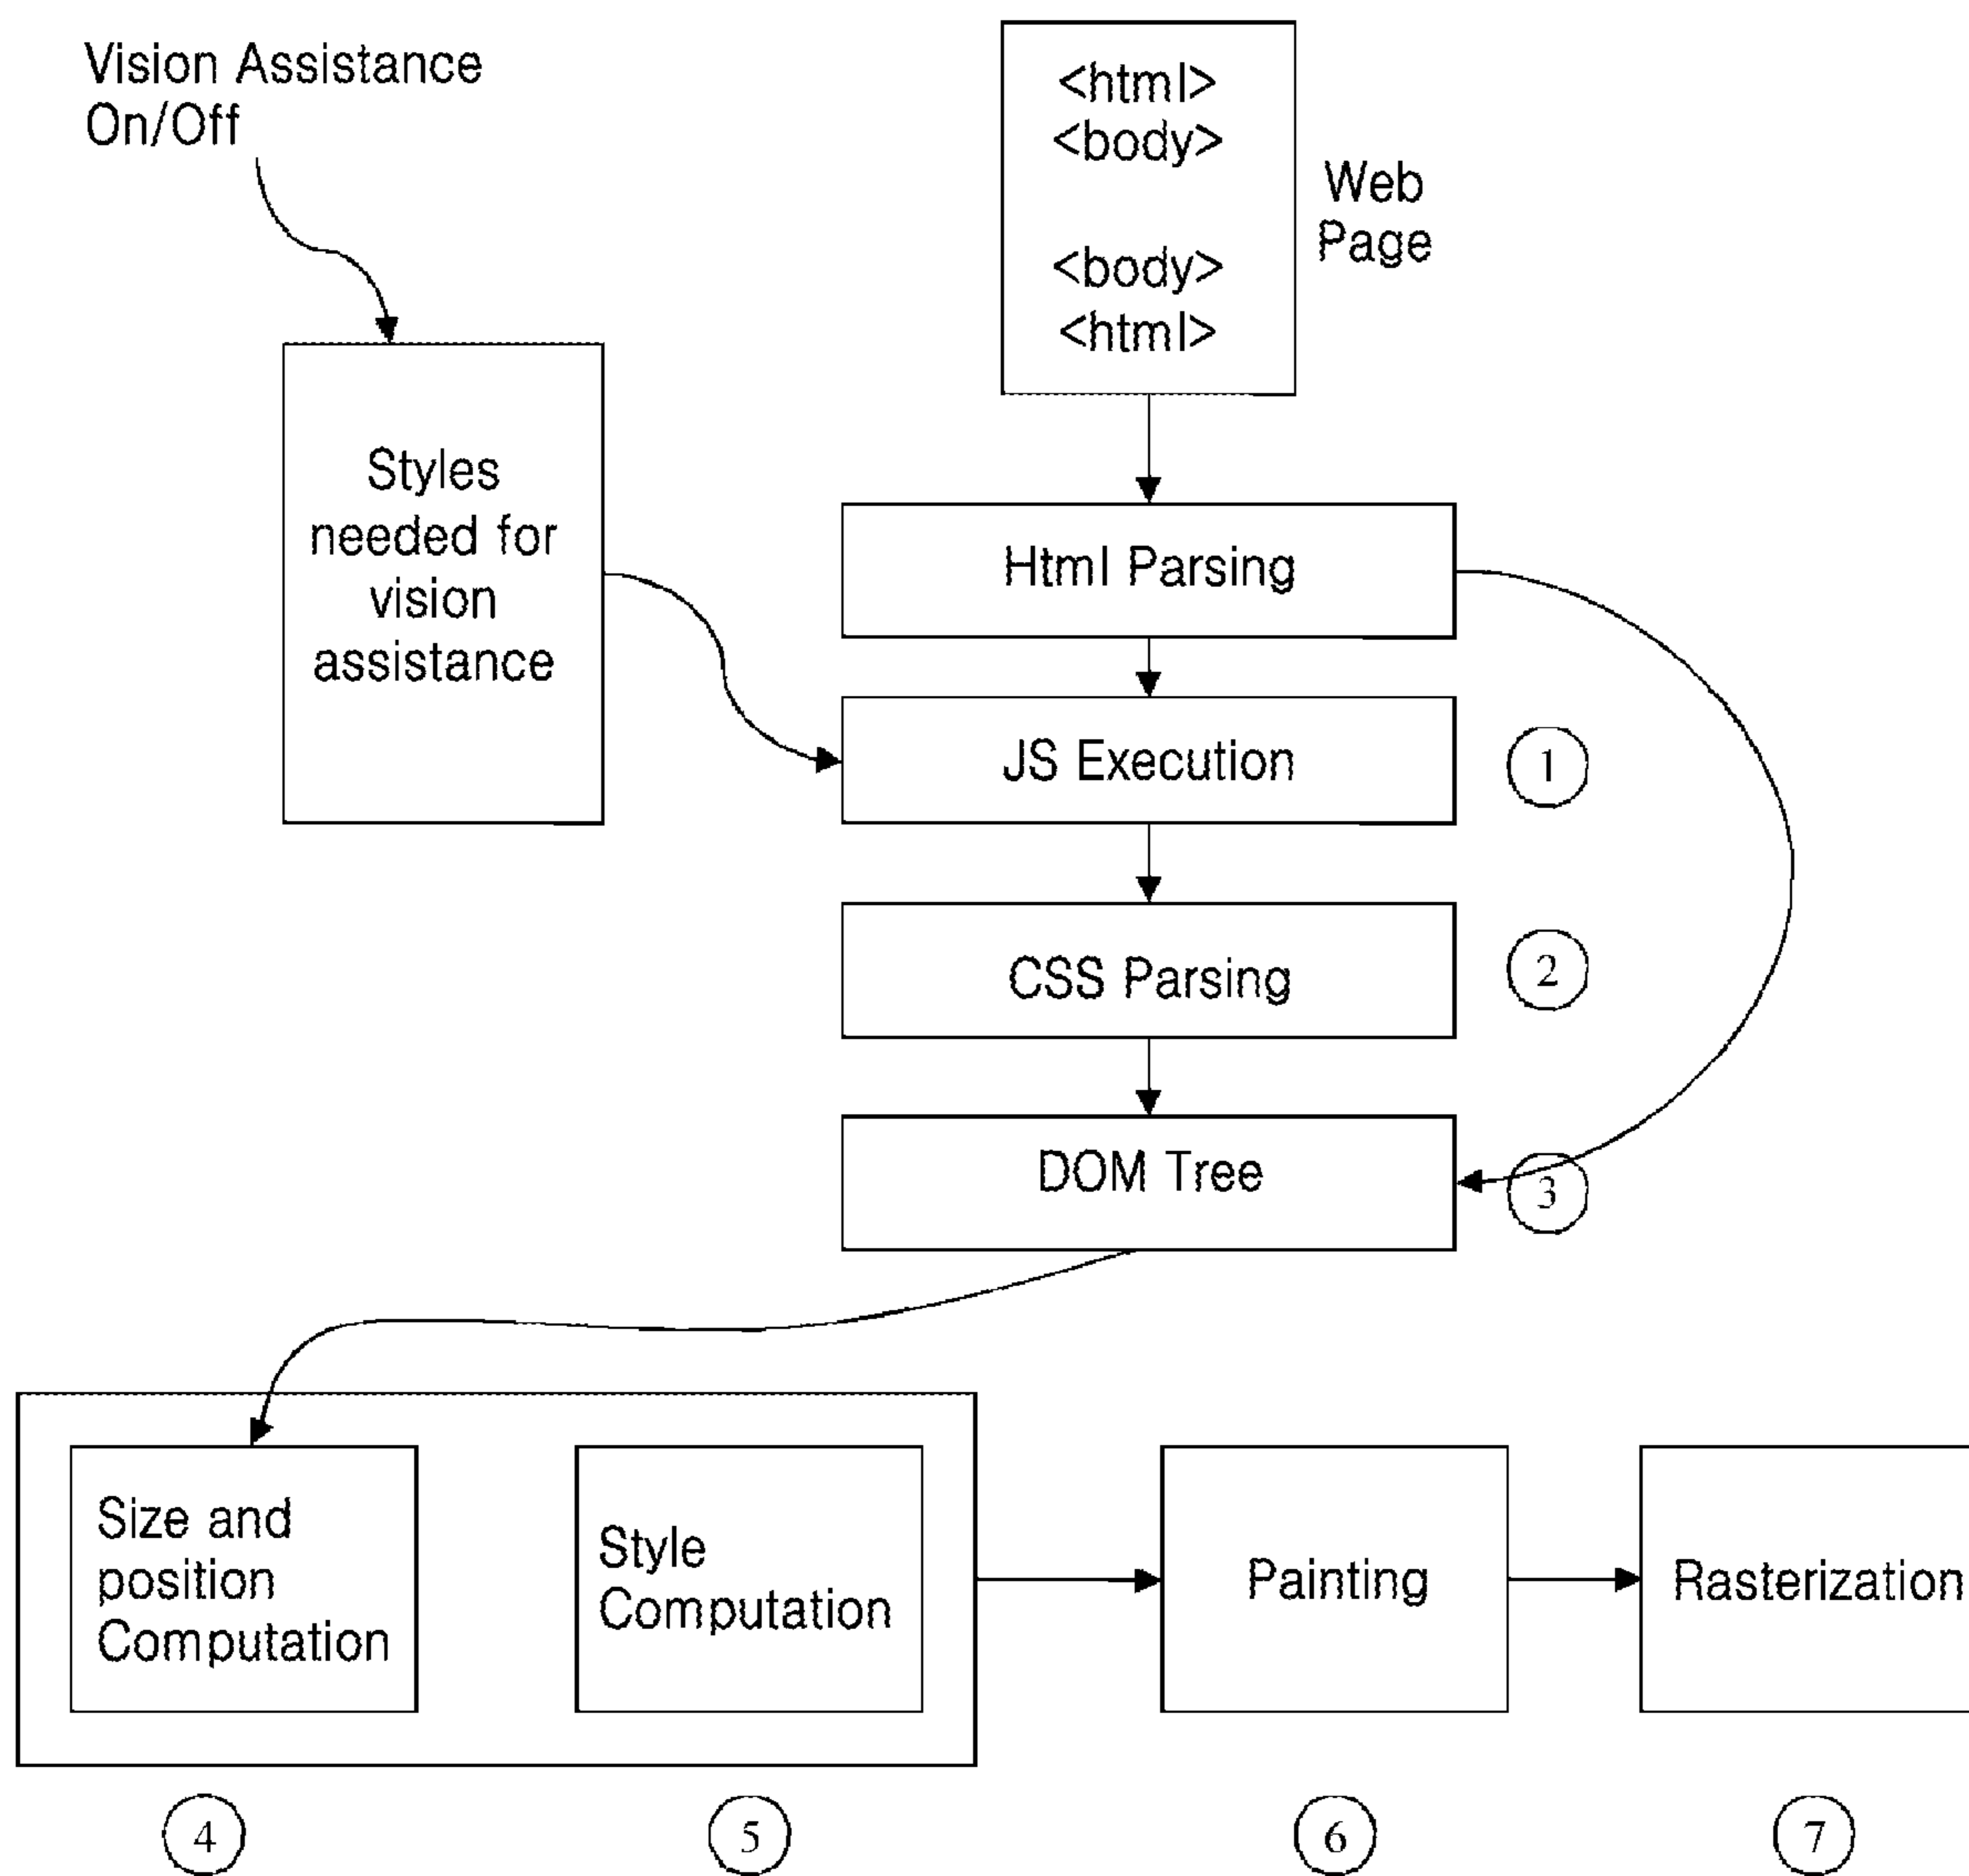 Vision Assistance
On/Off
<html>
<body>
<body>
<html>
Web
Page
Styles
needed for
vision
assistance
Html Parsing
JS Execution
1
CSS Parsing
2
DOM Tree
3
Size and
position
Computation
Style
Computation
Painting
Rasterization
4
5
6
7